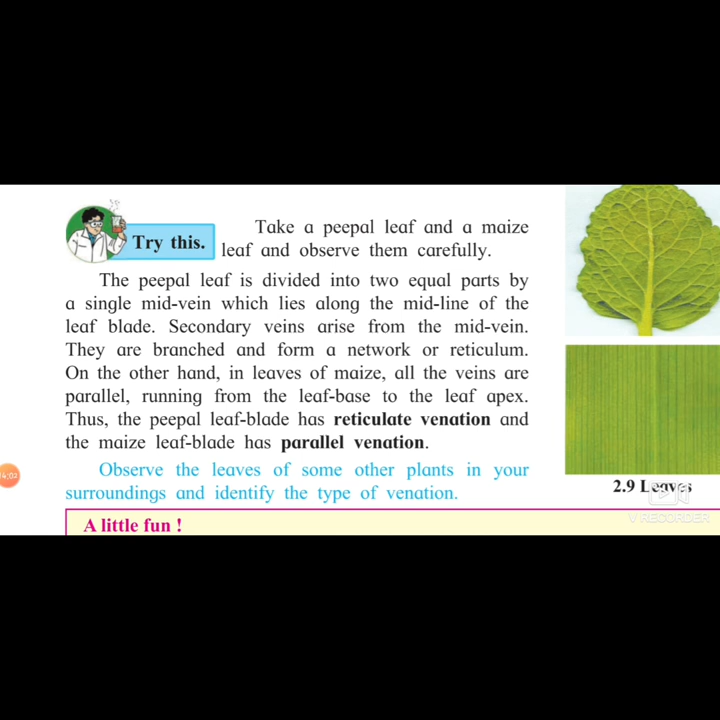 Try this.
Take a peepal leaf and a maize
leaf and observe them carefully.
The peepal leaf is divided into two equal parts by
a single mid-vein which lies along the mid-line of the
leaf blade. Secondary veins arise from the mid-vein.
They are branched and form a network or reticulum.
On the other hand, in leaves of maize, all the veins are
parallel, running from the leaf-base to the leaf apex.
Thus, the peepal leaf-blade has reticulate venation and
the maize leaf-blade has parallel venation.
Observe the leaves of some other plants in your
surroundings and identify the type of venation.
A little fun !
2.9 Leaves
V RECORDER